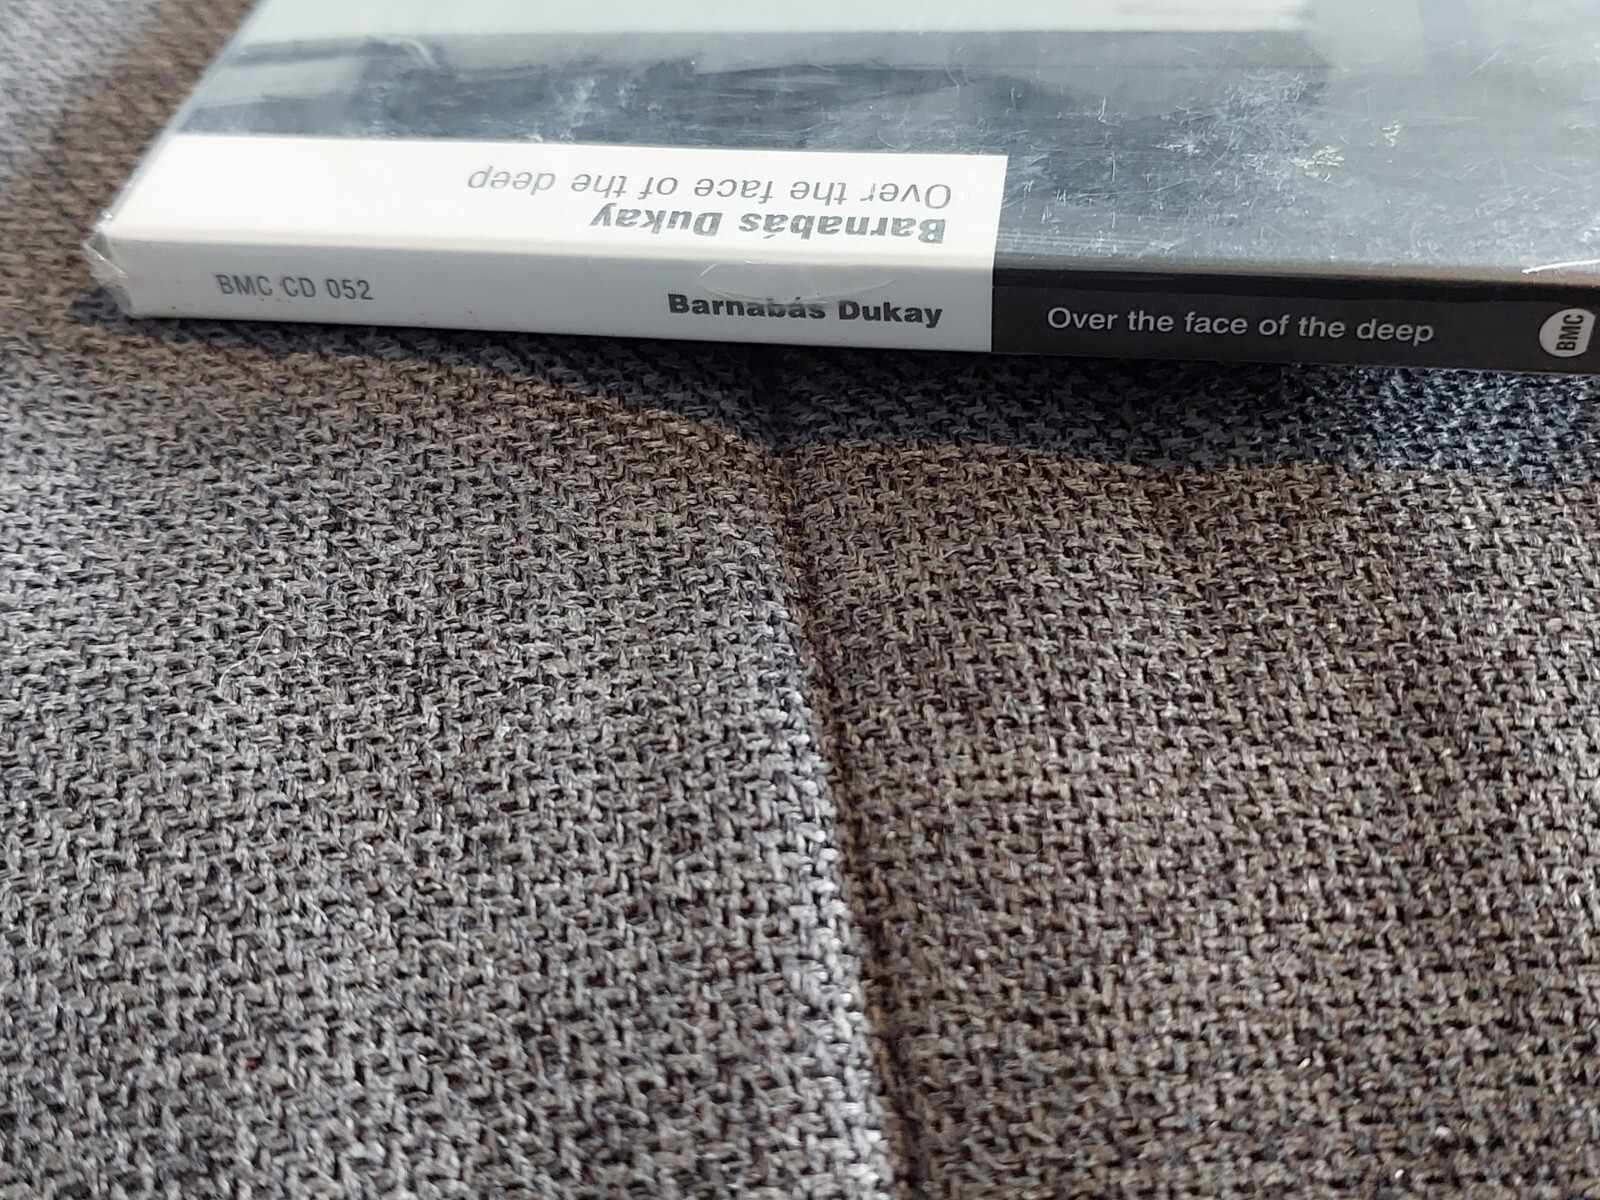 Over the face of the deep
Barnabás Dukay
BMC CD 052
Barnabás Dukay
Over the face of the deep
BMC